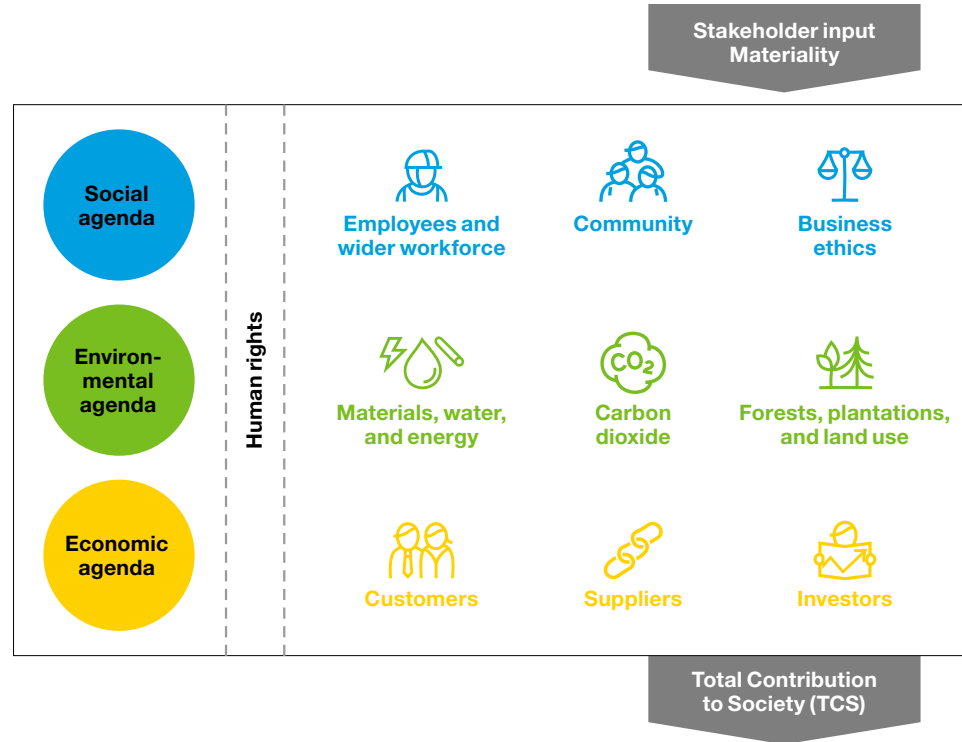 Stakeholder input
Materiality
Social
agenda
Human rights
Employees and
wider workforce
Community
Business
ethics
Environ-
mental
agenda
CO₂
Materials, water,
and energy
Carbon
dioxide
Forests, plantations,
and land use
Economic
agenda
Customers
Suppliers
Investors
Total Contribution
to Society (TCS)